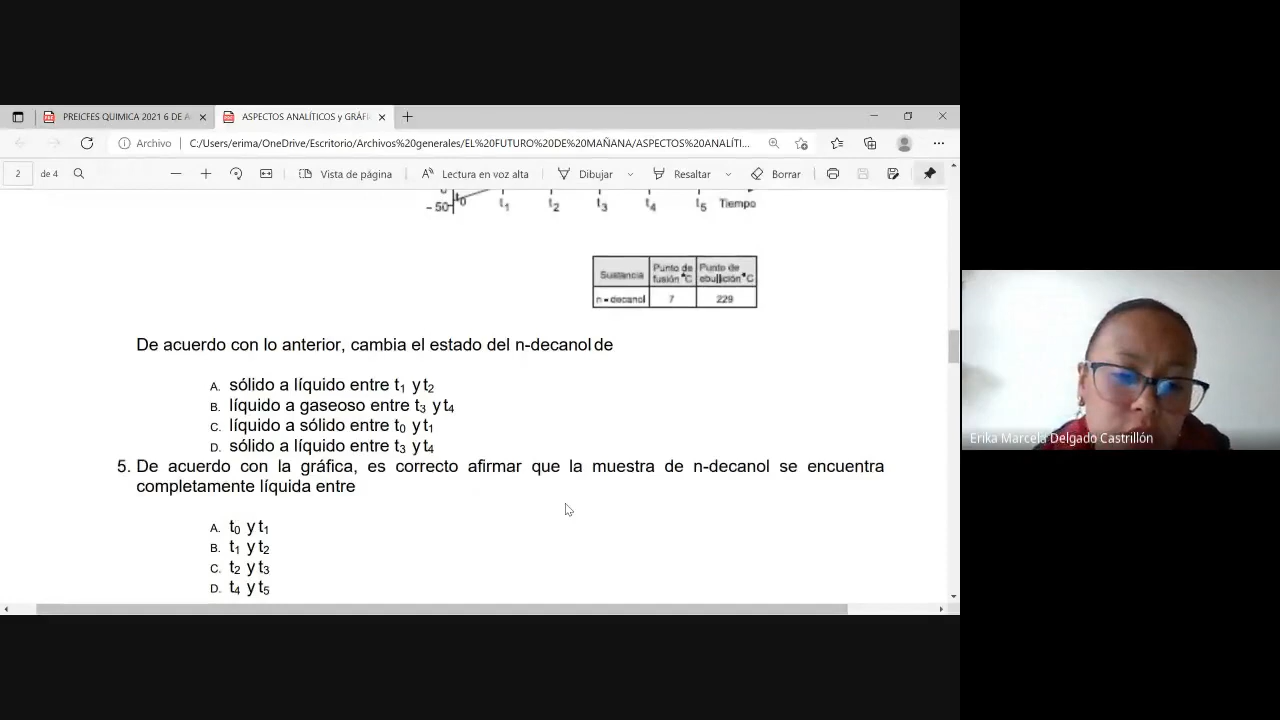 PREICFES QUIMICA 2021 6 DE A
ASPECTOS ANALÍTICOS y GRÁFI
Archivo
C:/Users/erima/OneDrive/Escritorio/Archivos%20generales/EL%20FUTURO%20DE%20MAÑANA/ASPECTOS%20ANALÍTI...
2 de 4
Vista de página
Lectura en voz alta
Dibujar
Resaltar
Borrar
0
- 50 t0 t1 t2 t3 t4 t5 Tiempo
Sustancia Punto de fusión °C Punto de ebullición °C
n - decanol 7 229
De acuerdo con lo anterior, cambia el estado del n-decanol de
A. sólido a líquido entre t1 y t2
B. líquido a gaseoso entre t3 y t4
C. líquido a sólido entre t0 y t1
D. sólido a líquido entre t3 y t4
5. De acuerdo con la gráfica, es correcto afirmar que la muestra de n-decanol se encuentra
completamente líquida entre
A. t0 y t1
B. t1 y t2
C. t2 y t3
D. t4 y t5
Erika Marcela Delgado Castrillón